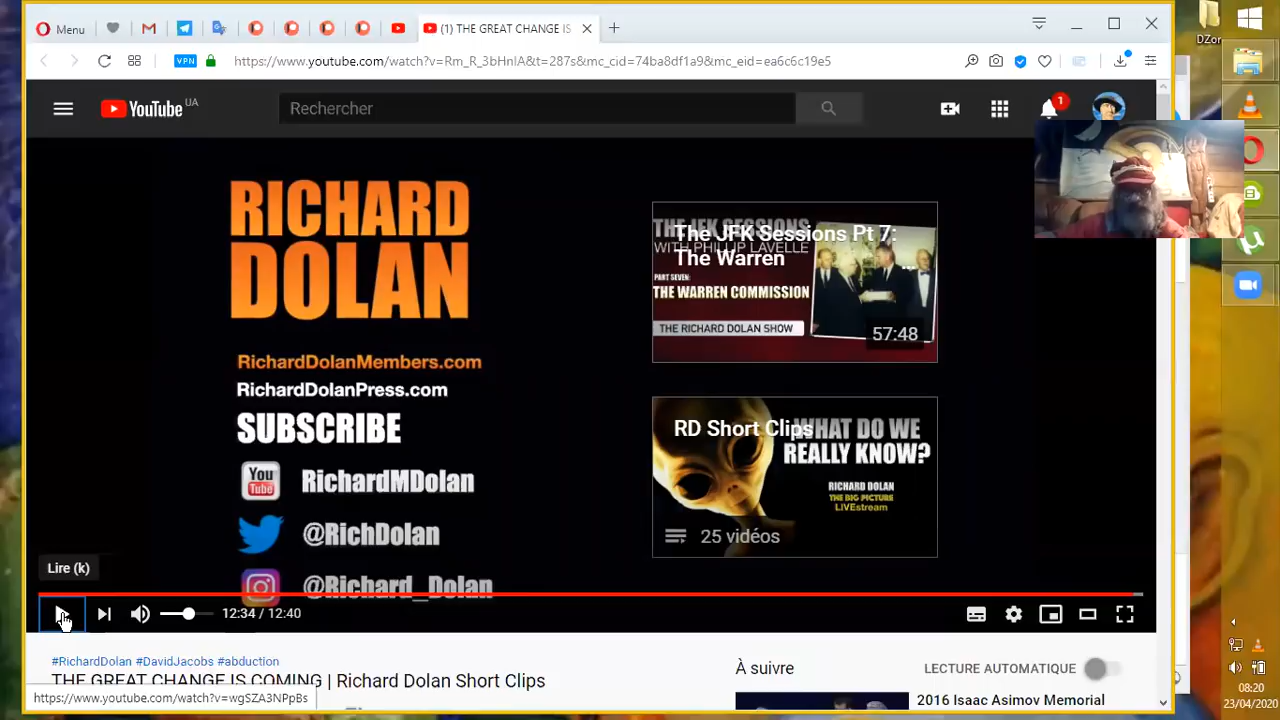 Menu
(1) THE GREAT CHANGE IS
DZor
VPN
https://www.youtube.com/watch?v=Rm_R_3bHnIA&t=287s&mc_cid=74ba8df1a9&mc_eid=ea6c6c19e5
YouTube UA
Rechercher
1
RICHARD
DOLAN
RichardDolanMembers.com
RichardDolanPress.com
SUBSCRIBE
You Tube RichardMDolan
@RichDolan
@Richard_Dolan
THE JFK SESSIONS
The JFK Sessions Pt 7:
WITH PHILLIP LAVELLE
The Warren ...
PART SEVEN:
THE WARREN COMMISSION
THE RICHARD DOLAN SHOW
57:48
RD Short Clips
WHAT DO WE
REALLY KNOW?
RICHARD DOLAN
THE BIG PICTURE
LIVEstream
25 vidéos
Lire (k)
12:34 / 12:40
#RichardDolan #DavidJacobs #abduction
THE GREAT CHANGE IS COMING | Richard Dolan Short Clips
https://www.youtube.com/watch?v=wgSZA3NPpBs
À suivre
LECTURE AUTOMATIQUE
2016 Isaac Asimov Memorial
08:20
23/04/2020